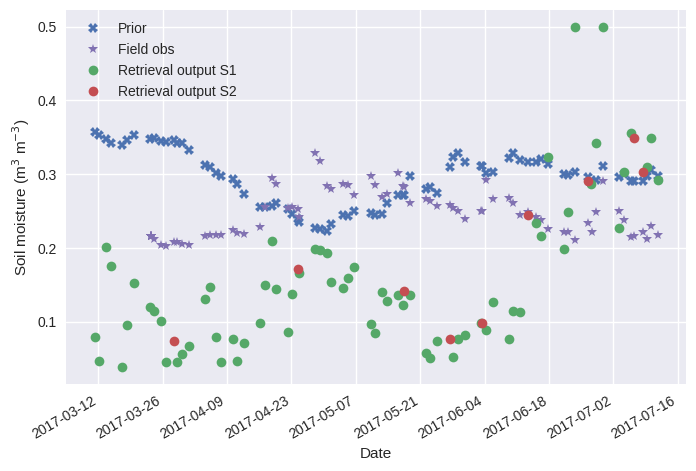 Prior
Field obs
Retrieval output S1
Retrieval output S2
0.5
0.4
0.3
0.2
0.1
Soil moisture (m³ m⁻³)
2017-03-12
2017-03-26
2017-04-09
2017-04-23
2017-05-07
2017-05-21
2017-06-04
2017-06-18
2017-07-02
2017-07-16
Date